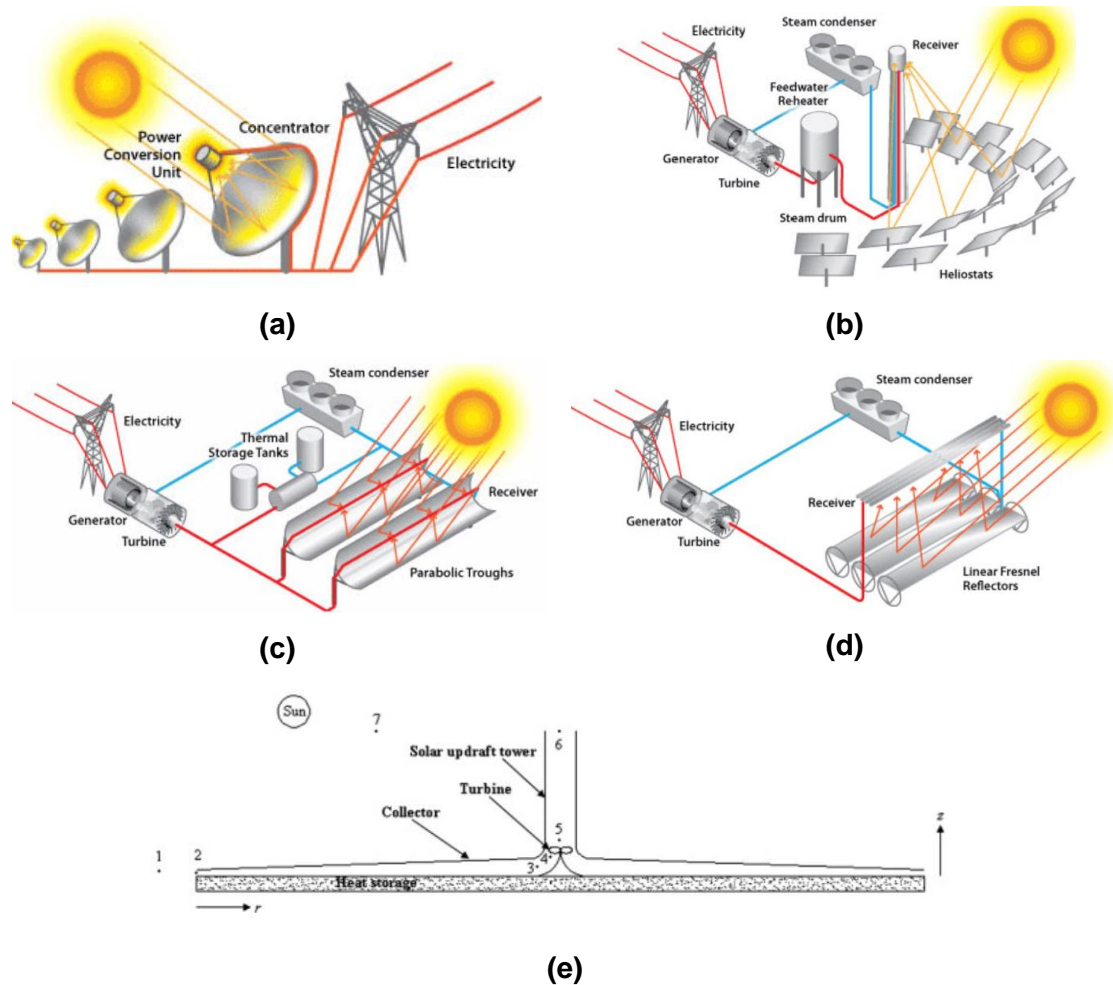 Power
Conversion
Unit
Concentrator
Electricity
(a)
Electricity
Steam condenser
Receiver
Feedwater
Reheater
Generator
Turbine
Steam drum
Heliostats
(b)
Electricity
Steam condenser
Thermal
Storage Tanks
Receiver
Generator
Turbine
Parabolic Troughs
(c)
Electricity
Steam condenser
Receiver
Generator
Turbine
Linear Fresnel
Reflectors
(d)
Sun
7
6
Solar updraft tower
Turbine
Collector
5
z
1
2
3
4
Heat storage
r
(e)